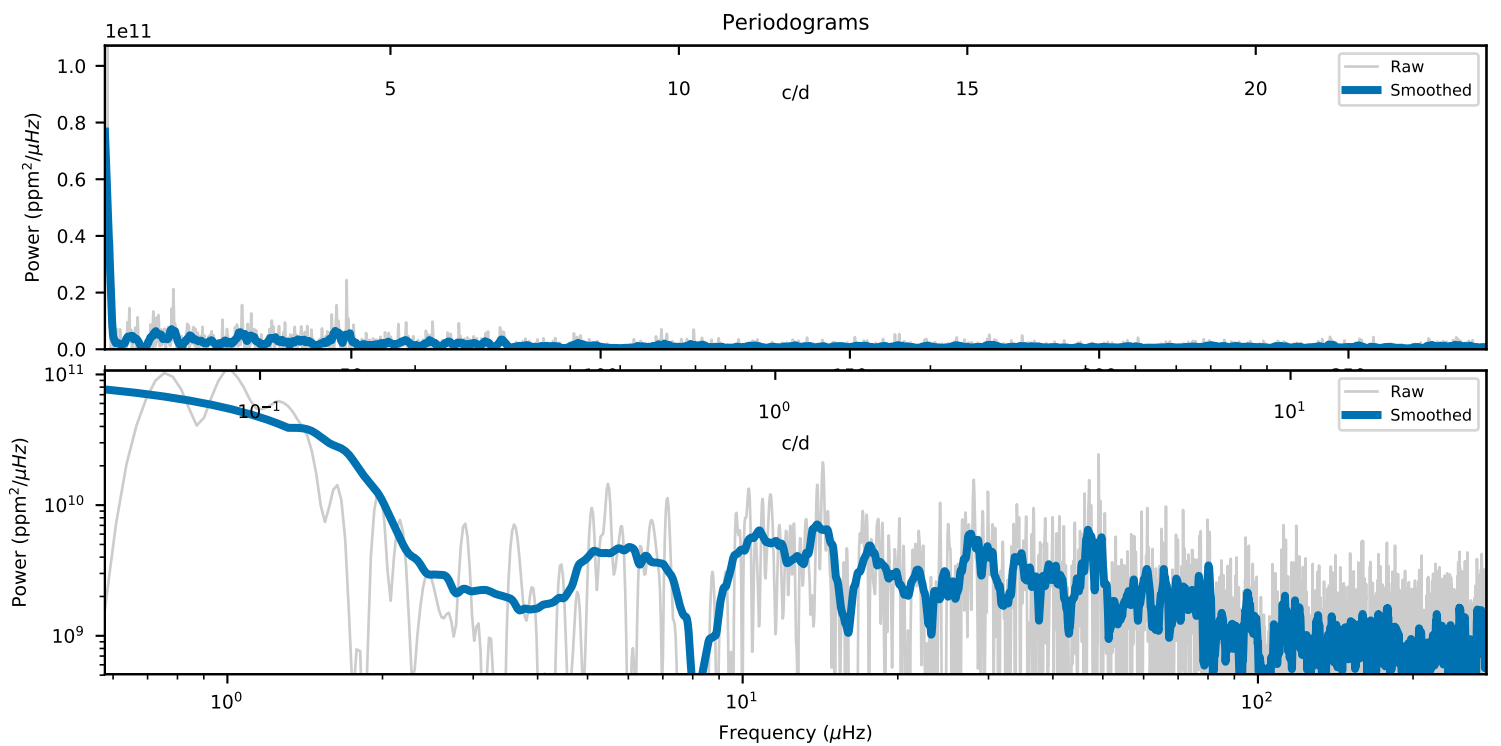 Periodograms
1e11
1.0
0.8
0.6
0.4
0.2
0.0
Power (ppm²/μHz)
5 10 15 20
c/d
Raw
Smoothed
10¹¹
10¹⁰
10⁹
Power (ppm²/μHz)
10⁻¹ 10⁰ 10¹
c/d
Raw
Smoothed
10⁰ 10¹ 10²
Frequency (μHz)